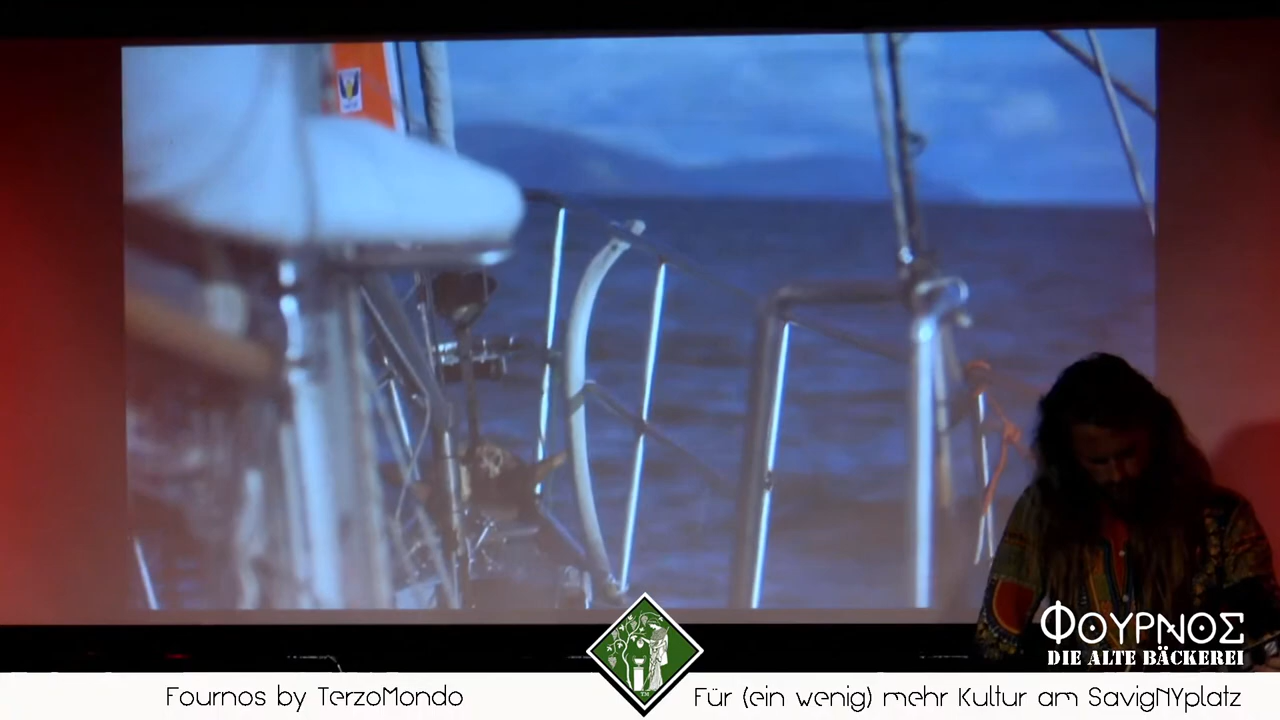 ΦΟΥΡΝΟΣ
DIE ALTE BÄCKEREI
Fournos by TerzoMondo
Für (ein wenig) mehr Kultur am SavigNYplatz